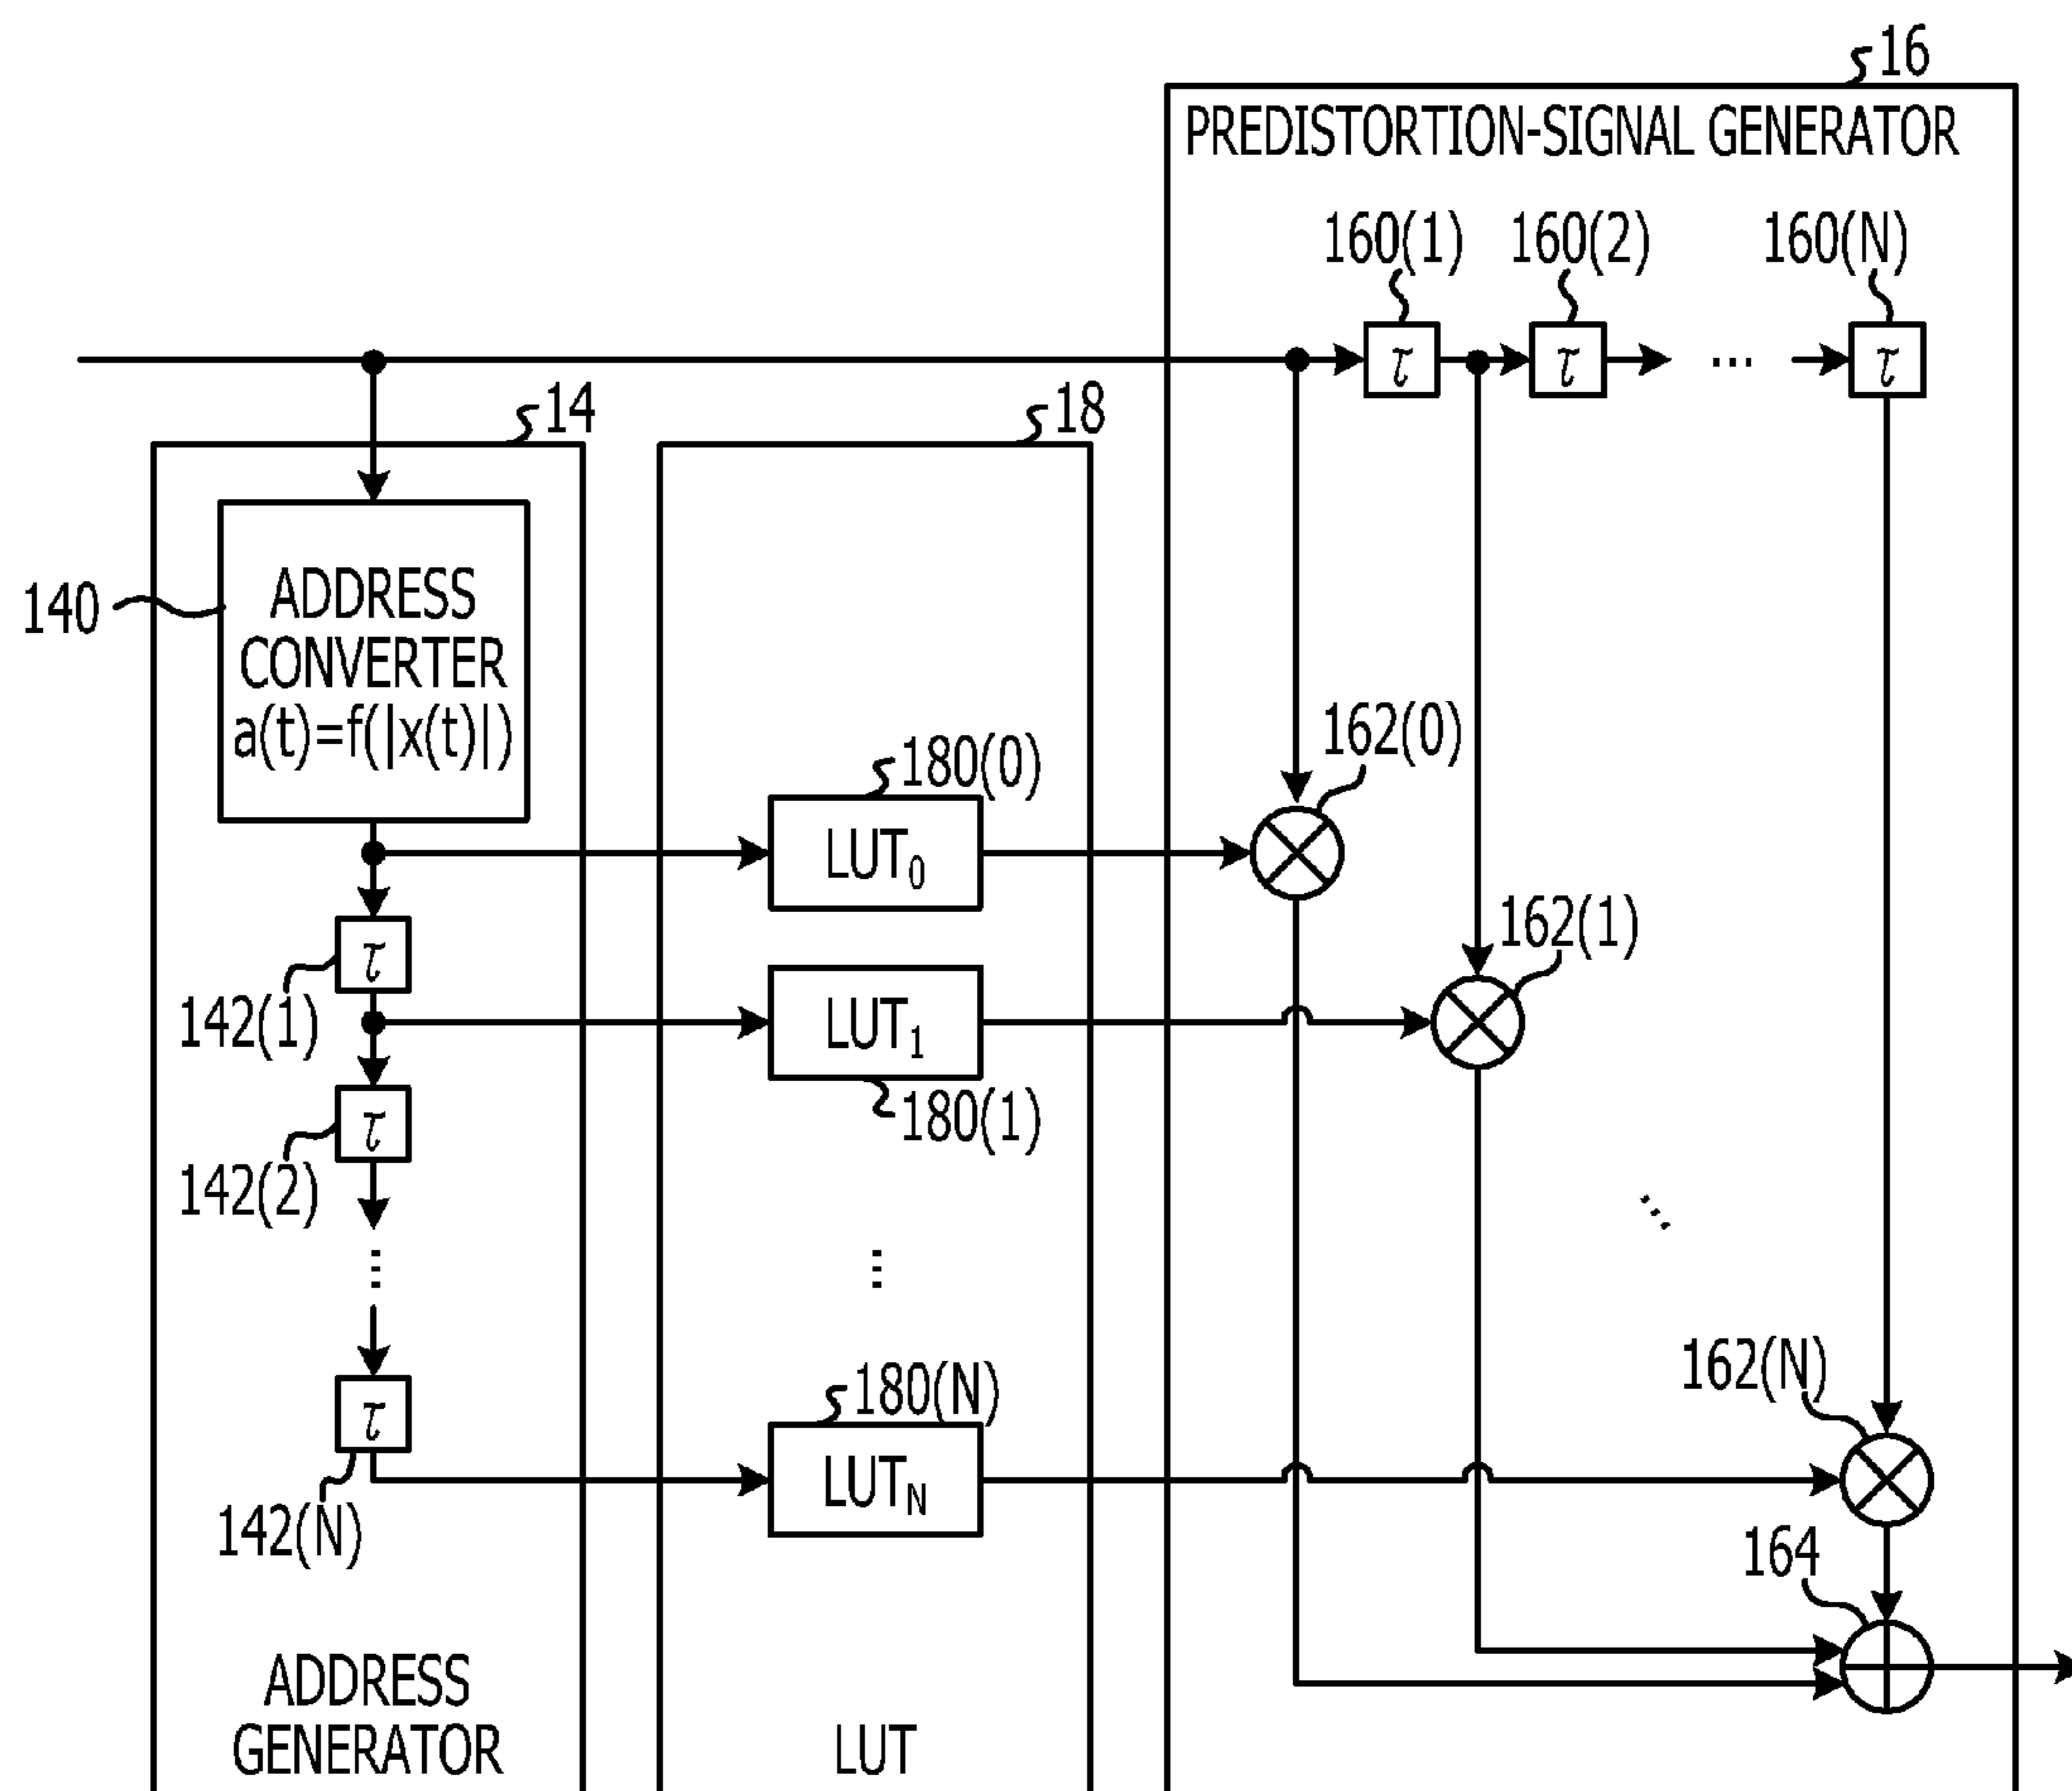 16
PREDISTORTION-SIGNAL GENERATOR
160(1) 160(2) 160(N)
τ τ ... τ
14 18
140
ADDRESS
CONVERTER
a(t)=f(|x(t)|)
162(0)
180(0)
LUT0
162(1)
τ
142(1)
LUT1
180(1)
τ
142(2)
...
...
...
162(N)
180(N)
τ
LUTN
142(N)
164
ADDRESS
GENERATOR
LUT